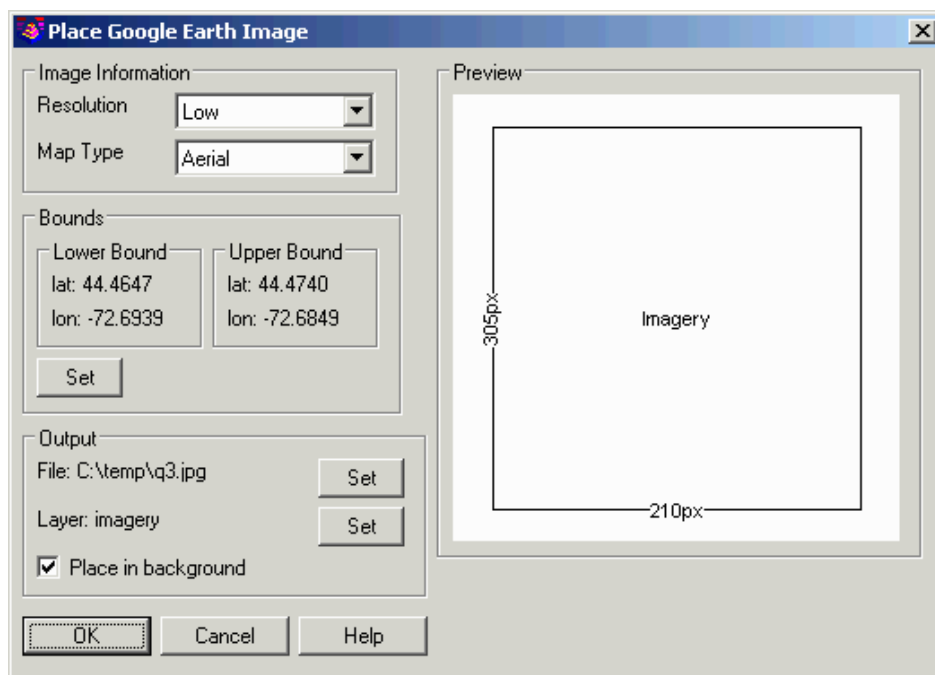 Place Google Earth Image
Image Information
Resolution
Low
Map Type
Aerial
Bounds
Lower Bound
lat: 44.4647
lon: -72.6939
Upper Bound
lat: 44.4740
lon: -72.6849
Set
Output
File: C:\temp\q3.jpg
Set
Layer: imagery
Set
Place in background
OK
Cancel
Help
Preview
305px
Imagery
210px